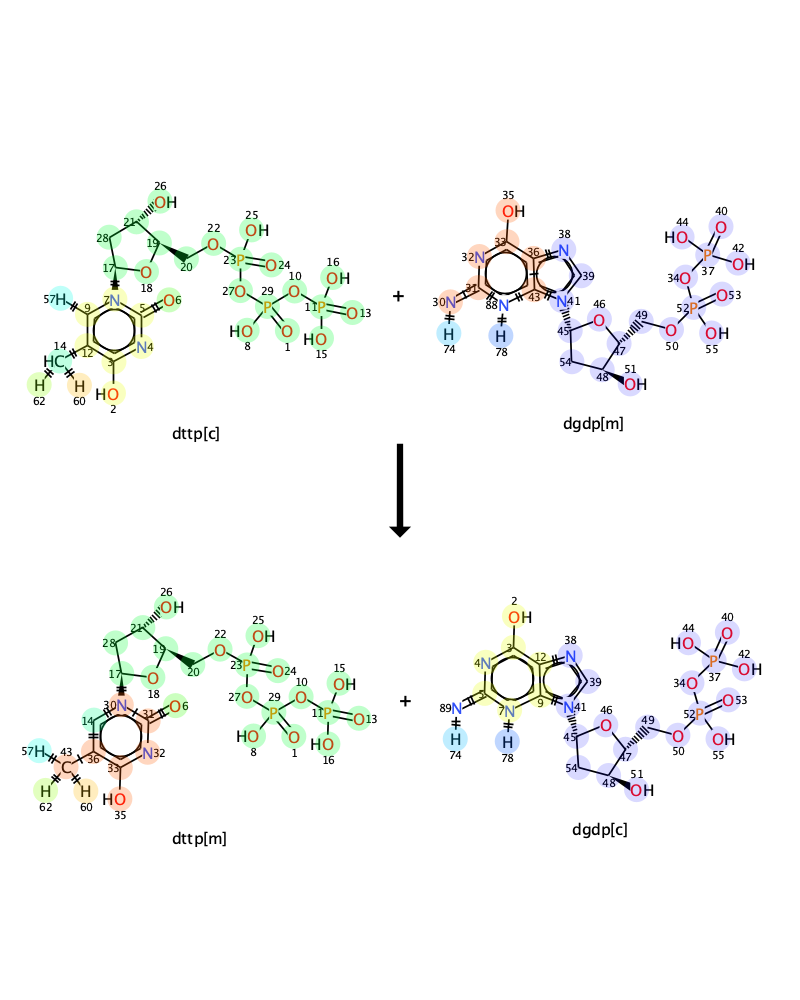 26
OH
21
28
19
22
25
OH
23
P
O
24
O
20
17
O
18
27
O
10
O
16
OH
29
P
11
P
O
13
HO
8
O
1
HO
15
57
H
7
N
9
5
O
6
N
4
12
3
14
HC
H
62
H
60
HO
2
dttp[c]
+
35
OH
33
32
N
36
38
N
39
31
30
N
88
N
43
41
N
H
74
H
78
46
O
45
47
49
O
50
54
48
51
OH
40
O
44
HO
P
37
42
OH
34
O
52
P
O
53
OH
55
dgdp[m]
26
OH
21
28
19
22
O
25
OH
23
P
O
24
20
17
O
18
27
O
10
O
15
OH
29
P
11
P
O
13
HO
8
O
1
HO
16
30
N
14
31
O
6
N
32
36
33
57
H
43
C
H
62
H
60
HO
35
dttp[m]
+
2
OH
3
4
N
12
38
N
39
5
89
N
7
N
9
41
N
H
74
H
78
46
O
45
47
49
O
50
54
48
51
OH
40
O
44
HO
P
37
42
OH
34
O
52
P
O
53
OH
55
dgdp[c]